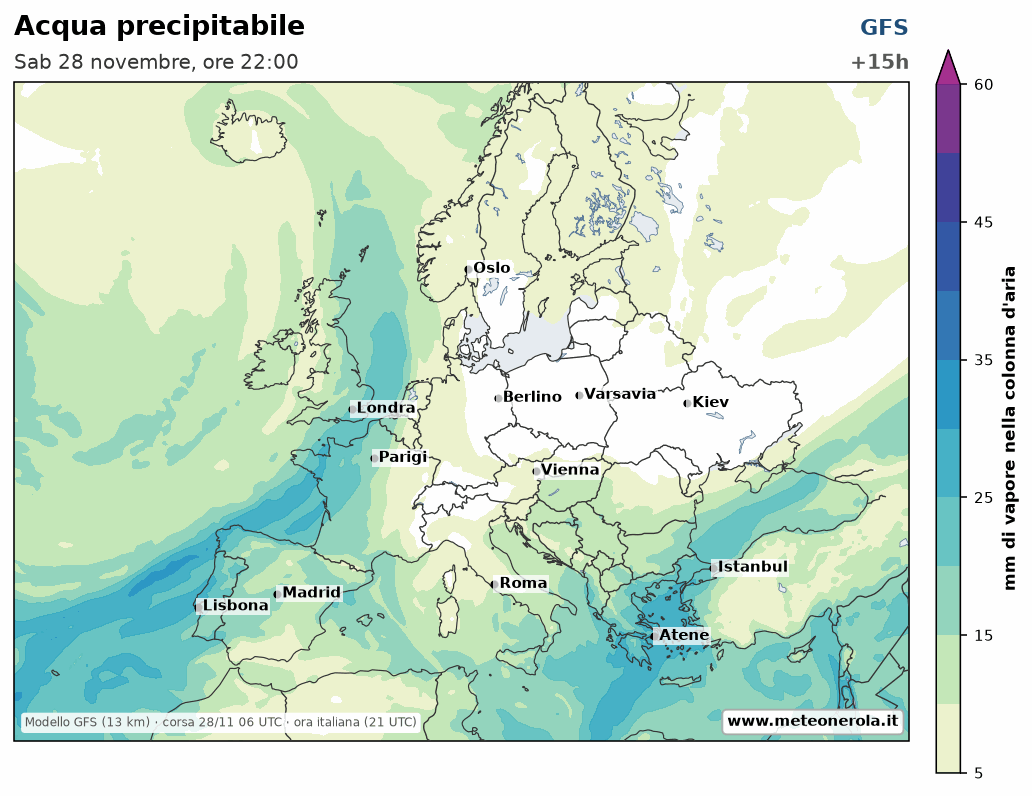 Acqua precipitabile
GFS
Sab 28 novembre, ore 22:00
+15h
60
45
35
25
15
5
mm di vapore nella colonna d'aria
Oslo
Berlino
Varsavia
Kiev
Londra
Parigi
Vienna
Istanbul
Roma
Madrid
Lisbona
Atene
Modello GFS (13 km) · corsa 28/11 06 UTC · ora italiana (21 UTC)
www.meteonerola.it